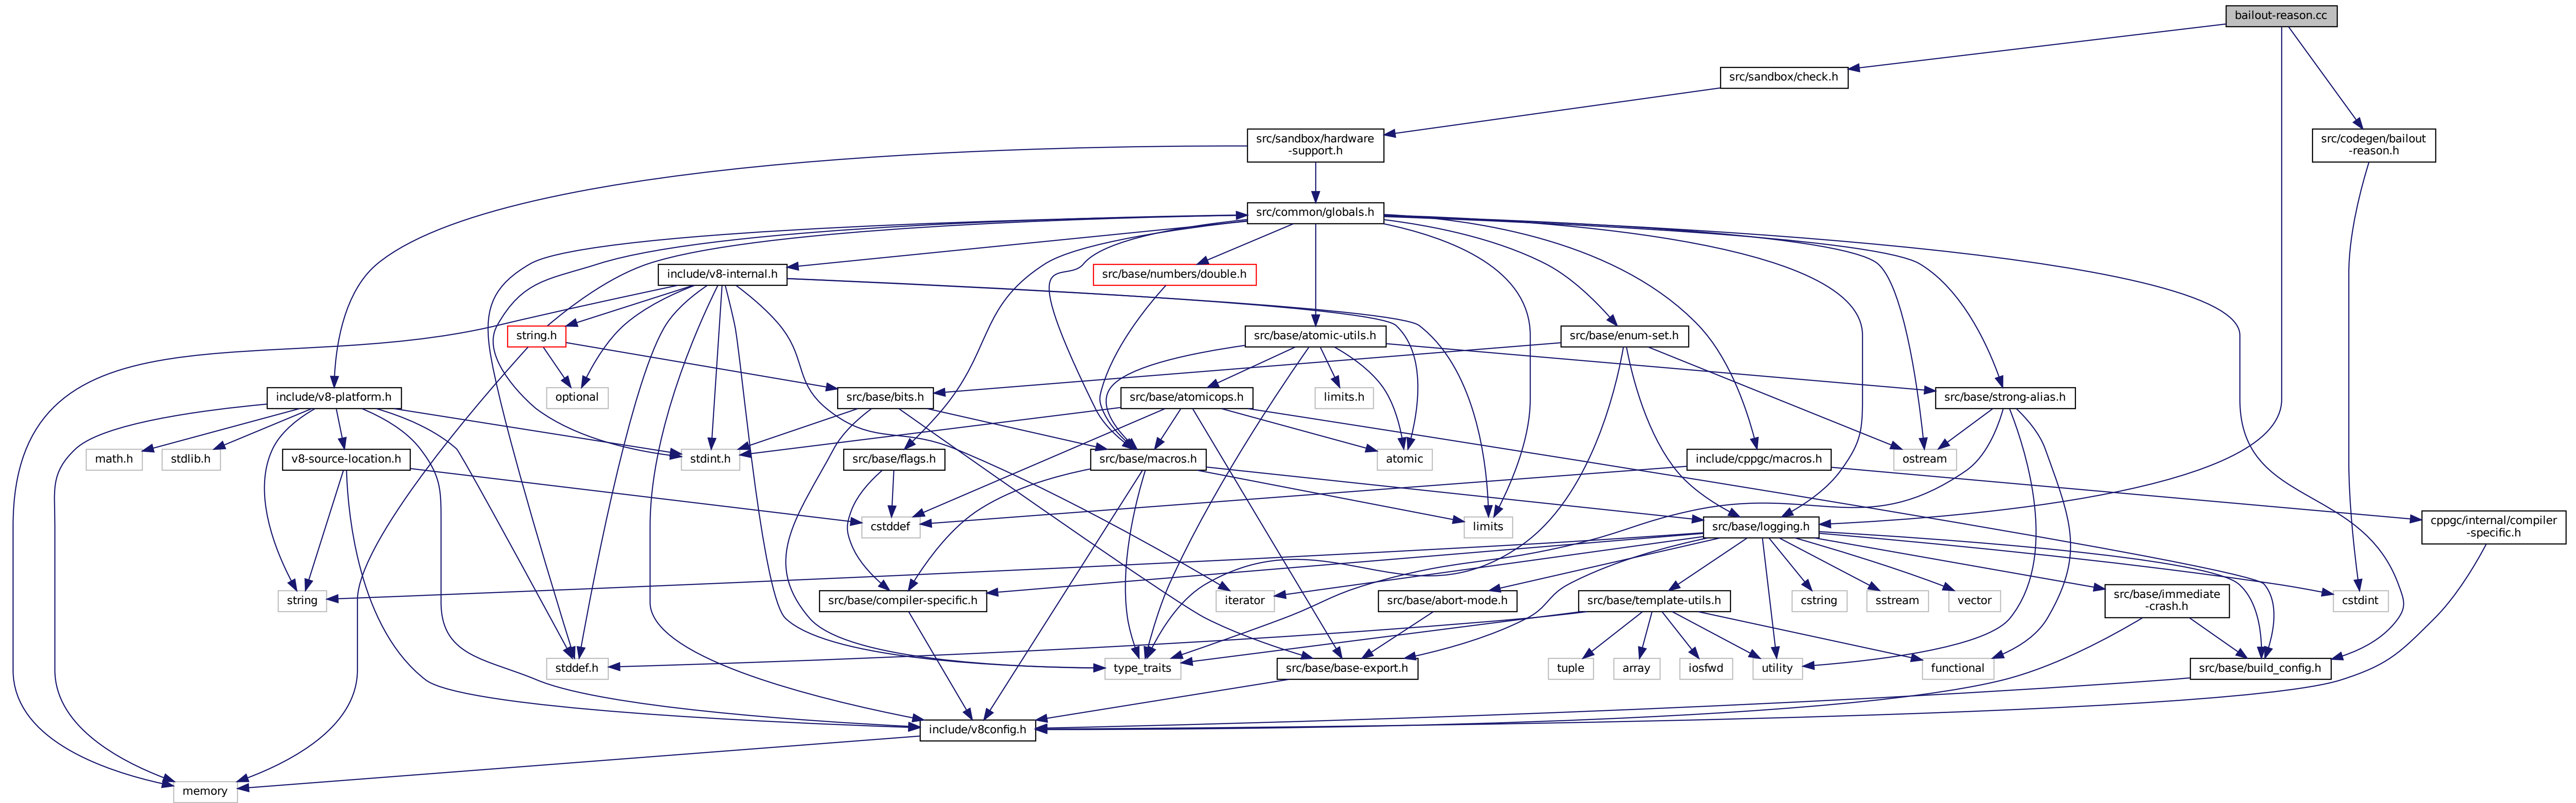 bailout-reason.cc
src/sandbox/check.h
src/sandbox/hardware
-support.h
src/codegen/bailout
-reason.h
src/common/globals.h
include/v8-internal.h
src/base/numbers/double.h
string.h
src/base/atomic-utils.h
src/base/enum-set.h
include/v8-platform.h
optional
src/base/bits.h
src/base/atomicops.h
limits.h
src/base/strong-alias.h
math.h
stdlib.h
v8-source-location.h
stdint.h
src/base/flags.h
src/base/macros.h
atomic
include/cppgc/macros.h
ostream
cstddef
limits
src/base/logging.h
cppgc/internal/compiler
-specific.h
string
src/base/compiler-specific.h
iterator
src/base/abort-mode.h
src/base/template-utils.h
cstring
sstream
vector
src/base/immediate
-crash.h
cstdint
stddef.h
type_traits
src/base/base-export.h
tuple
array
iosfwd
utility
functional
src/base/build_config.h
include/v8config.h
memory